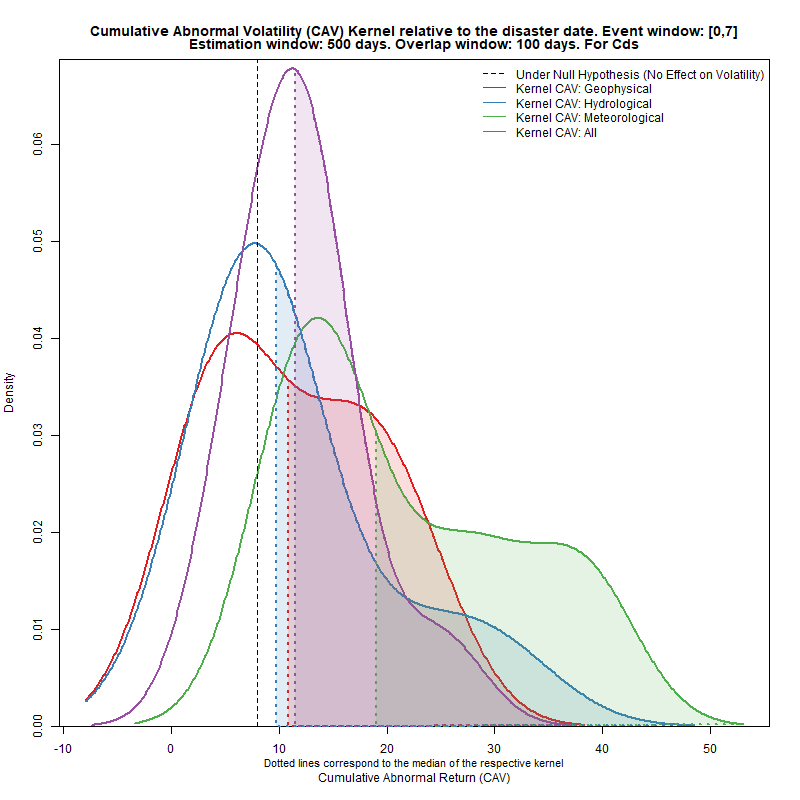 Cumulative Abnormal Volatility (CAV) Kernel relative to the disaster date. Event window: [0,7]
Estimation window: 500 days. Overlap window: 100 days. For Cds
Under Null Hypothesis (No Effect on Volatility)
Kernel CAV: Geophysical
Kernel CAV: Hydrological
Kernel CAV: Meteorological
Kernel CAV: All
Density
0.06
0.05
0.04
0.03
0.02
0.01
0.00
-10 0 10 20 30 40 50
Dotted lines correspond to the median of the respective kernel
Cumulative Abnormal Return (CAV)